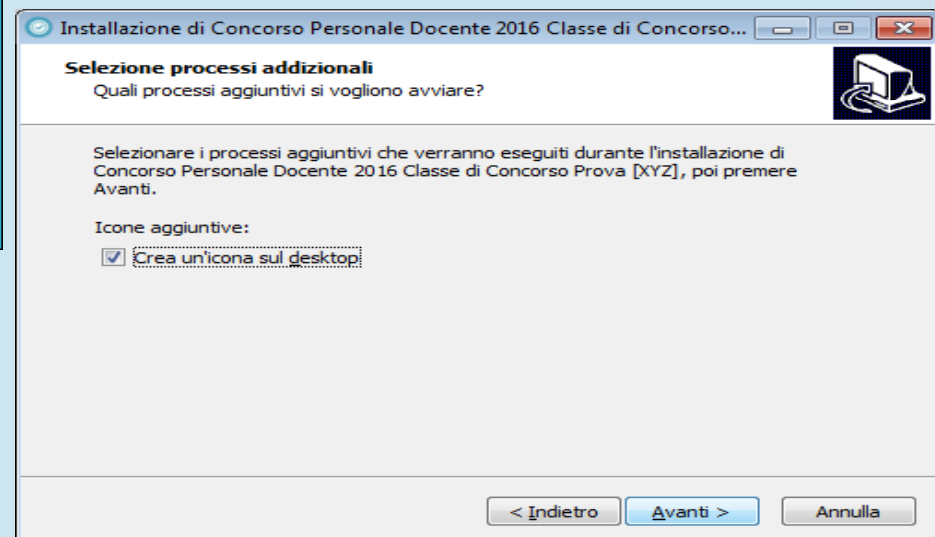 Installazione di Concorso Personale Docente 2016 Classe di Concorso...
Selezione processi addizionali
Quali processi aggiuntivi si vogliono avviare?
Selezionare i processi aggiuntivi che verranno eseguiti durante l'installazione di
Concorso Personale Docente 2016 Classe di Concorso Prova [XYZ], poi premere
Avanti.
Icone aggiuntive:
Crea un'icona sul desktop
< Indietro
Avanti >
Annulla